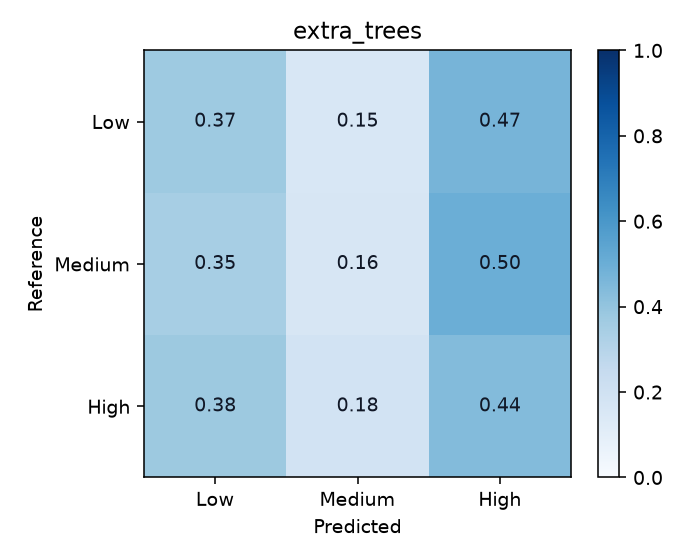 extra_trees
1.0
Low 0.37 0.15 0.47
0.8
0.6
Reference
Medium 0.35 0.16 0.50
0.4
High 0.38 0.18 0.44
0.2
0.0
Low Medium High
Predicted